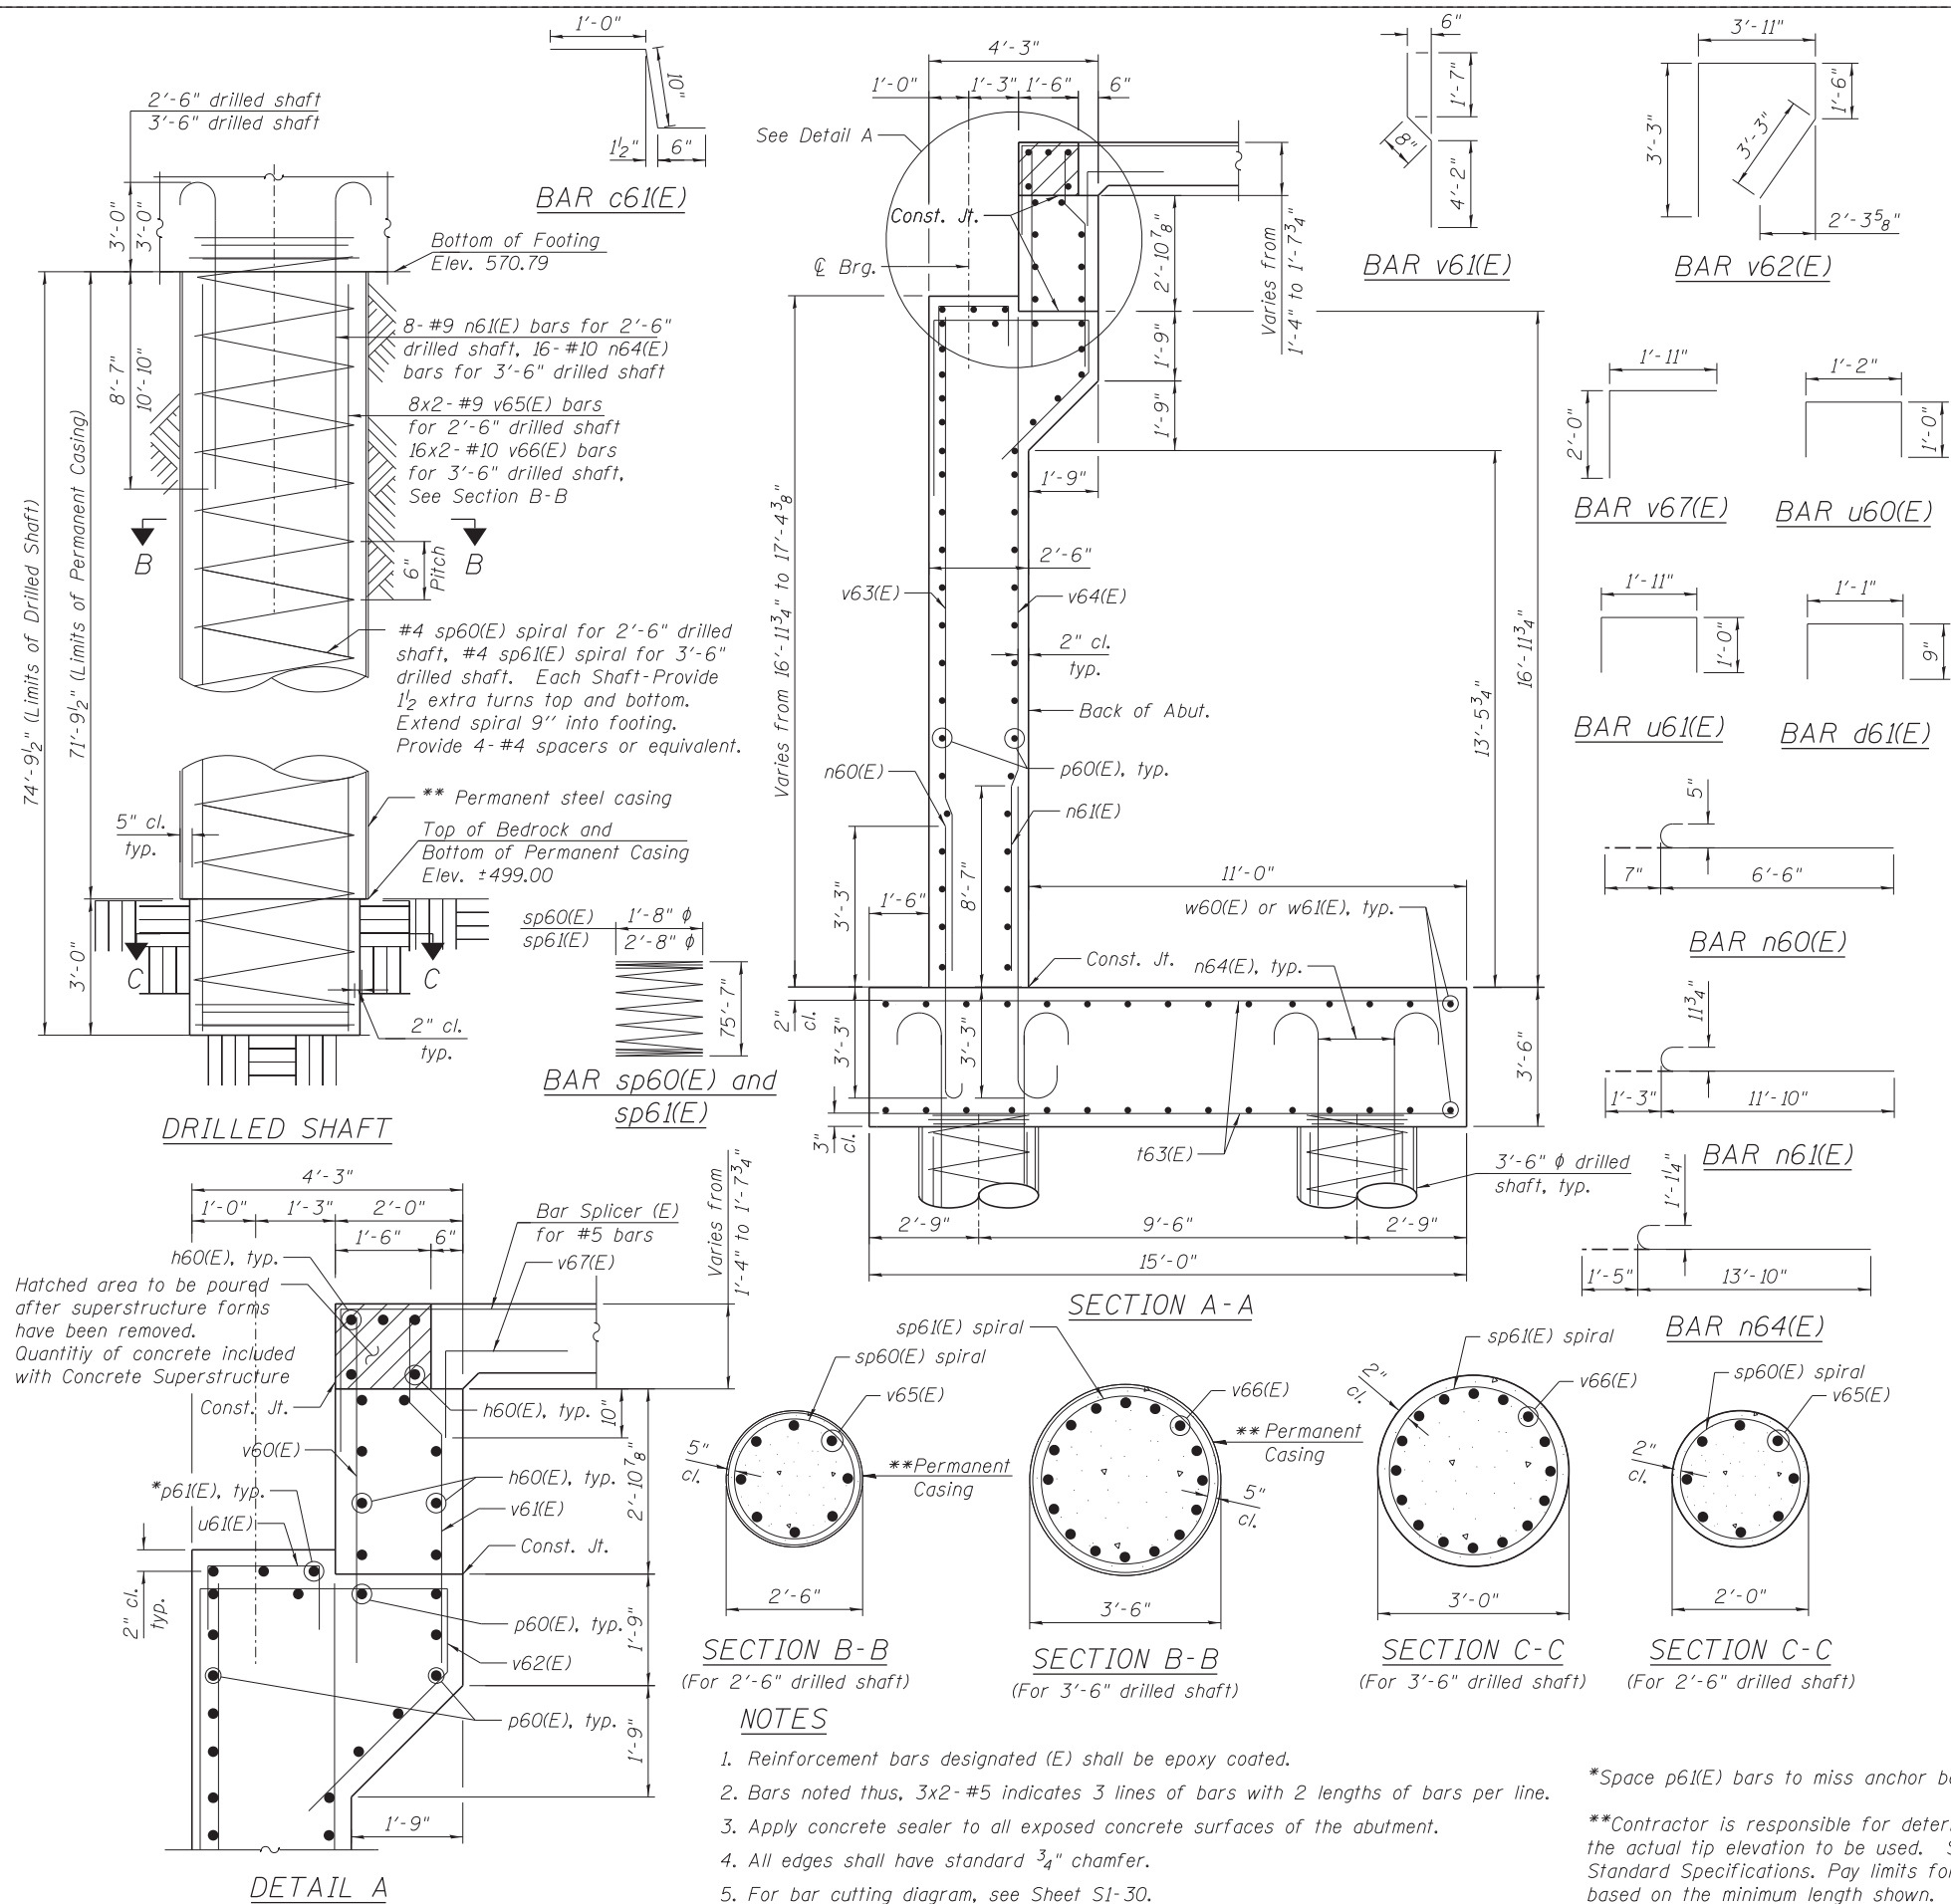 2'-6" drilled shaft
3'-6" drilled shaft
3'-0"
3'-0"
Bottom of Footing
Elev. 570.79
8'-7"
10'-10"
8-#9 n61(E) bars for 2'-6"
drilled shaft, 16-#10 n64(E)
bars for 3'-6" drilled shaft
8x2-#9 v65(E) bars
for 2'-6" drilled shaft
16x2-#10 v66(E) bars
for 3'-6" drilled shaft,
See Section B-B
B
B
6"
Pitch
74'-9½" (Limits of Drilled Shaft)
71'-9½" (Limits of Permanent Casing)
#4 sp60(E) spiral for 2'-6" drilled
shaft, #4 sp61(E) spiral for 3'-6"
drilled shaft. Each Shaft-Provide
1½ extra turns top and bottom.
Extend spiral 9'' into footing.
Provide 4-#4 spacers or equivalent.
** Permanent steel casing
5" cl.
typ.
Top of Bedrock and
Bottom of Permanent Casing
Elev. ±499.00
3'-0"
C
C
2" cl.
typ.
DRILLED SHAFT
1'-0"
10"
1½"
6"
BAR c61(E)
sp60(E)
sp61(E)
1'-8" ϕ
2'-8" ϕ
75'-7"
BAR sp60(E) and
sp61(E)
4'-3"
1'-0"
1'-3"
1'-6"
6"
See Detail A
Const. Jt.
℄ Brg.
2'-10⅞"
Varies from
1'-4" to 1'-7¾"
1'-9"
1'-9"
1'-9"
2'-6"
v63(E)
v64(E)
2" cl.
typ.
Back of Abut.
Varies from 16'-11¾" to 17'-4⅜"
13'-5¾"
16'-11¾"
p60(E), typ.
n60(E)
n61(E)
8'-7"
3'-3"
1'-6"
11'-0"
w60(E) or w61(E), typ.
Const. Jt.
n64(E), typ.
2"
cl.
3'-3"
3'-3"
3'-6"
3"
cl.
t63(E)
3'-6" ϕ drilled
shaft, typ.
2'-9"
9'-6"
2'-9"
15'-0"
SECTION A-A
6"
1'-7"
8"
4'-2"
BAR v61(E)
3'-11"
3'-3"
3'-3"
1'-6"
2'-3⅝"
BAR v62(E)
1'-11"
2'-0"
BAR v67(E)
1'-2"
1'-0"
BAR u60(E)
1'-11"
1'-0"
BAR u61(E)
1'-1"
9"
BAR d61(E)
5"
7"
6'-6"
BAR n60(E)
11¾"
1'-3"
11'-10"
BAR n61(E)
1'-1¼"
1'-5"
13'-10"
BAR n64(E)
4'-3"
1'-0"
1'-3"
2'-0"
1'-6"
6"
Varies from
1'-4" to 1'-7¾"
Bar Splicer (E)
for #5 bars
v67(E)
h60(E), typ.
Hatched area to be poured
after superstructure forms
have been removed.
Quantitiy of concrete included
with Concrete Superstructure
Const. Jt.
h60(E), typ.
10"
v60(E)
h60(E), typ.
2'-10⅞"
*p61(E), typ.
u61(E)
v61(E)
Const. Jt.
2" cl.
typ.
p60(E), typ.
1'-9"
v62(E)
p60(E), typ.
1'-9"
1'-9"
DETAIL A
sp61(E) spiral
sp60(E) spiral
v65(E)
5"
cl.
**Permanent
Casing
2'-6"
SECTION B-B
(For 2'-6" drilled shaft)
v66(E)
** Permanent
Casing
5"
cl.
3'-6"
SECTION B-B
(For 3'-6" drilled shaft)
sp61(E) spiral
2"
cl.
v66(E)
3'-0"
SECTION C-C
(For 3'-6" drilled shaft)
sp60(E) spiral
v65(E)
2"
cl.
2'-0"
SECTION C-C
(For 2'-6" drilled shaft)
NOTES
1. Reinforcement bars designated (E) shall be epoxy coated.
2. Bars noted thus, 3x2-#5 indicates 3 lines of bars with 2 lengths of bars per line.
3. Apply concrete sealer to all exposed concrete surfaces of the abutment.
4. All edges shall have standard ¾" chamfer.
5. For bar cutting diagram, see Sheet S1-30.
*Space p61(E) bars to miss anchor
**Contractor is responsible for
the actual tip elevation to be used.
Standard Specifications. Pay limits for
based on the minimum length shown.